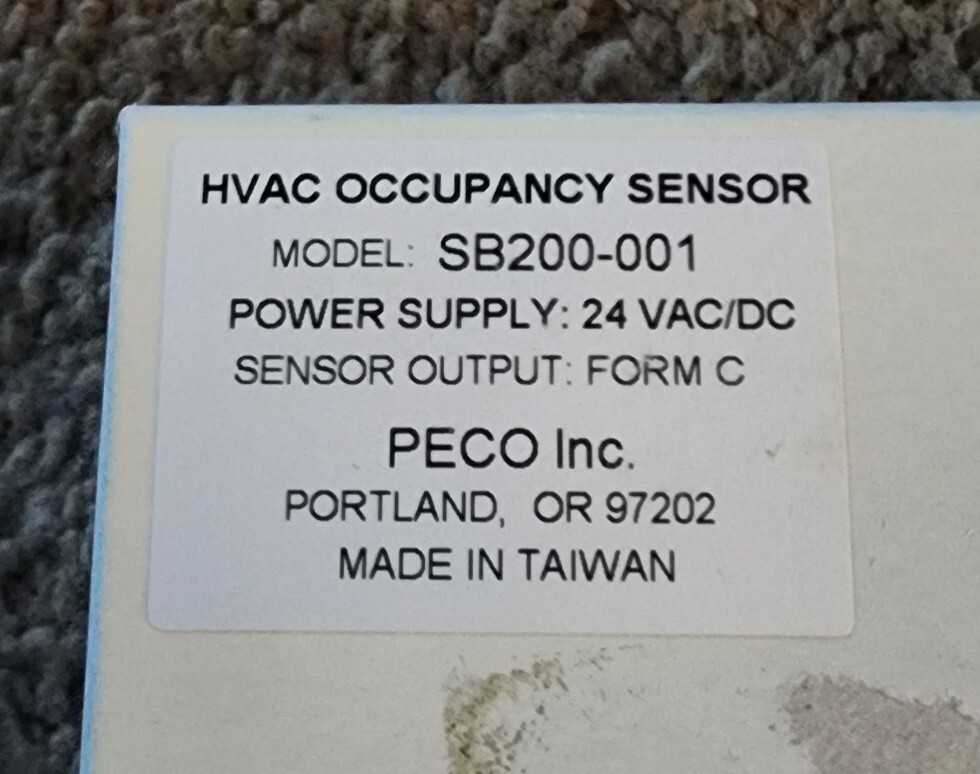 HVAC OCCUPANCY SENSOR
MODEL: SB200-001
POWER SUPPLY: 24 VAC/DC
SENSOR OUTPUT: FORM C
PECO Inc.
PORTLAND, OR 97202
MADE IN TAIWAN